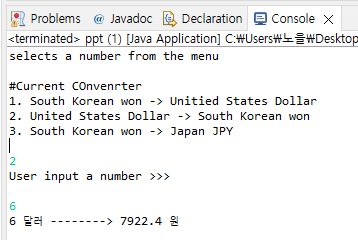 Problems @ Javadoc Declaration Console
<terminated> ppt (1) [Java Application] C:₩Users₩노을₩Desktop
selects a number from the menu
#Current COnvenrter
1. South Korean won -> Unitied States Dollar
2. United States Dollar -> South Korean won
3. South Korean won -> Japan JPY
2
User input a number >>>
6
6 달러 --------> 7922.4 원